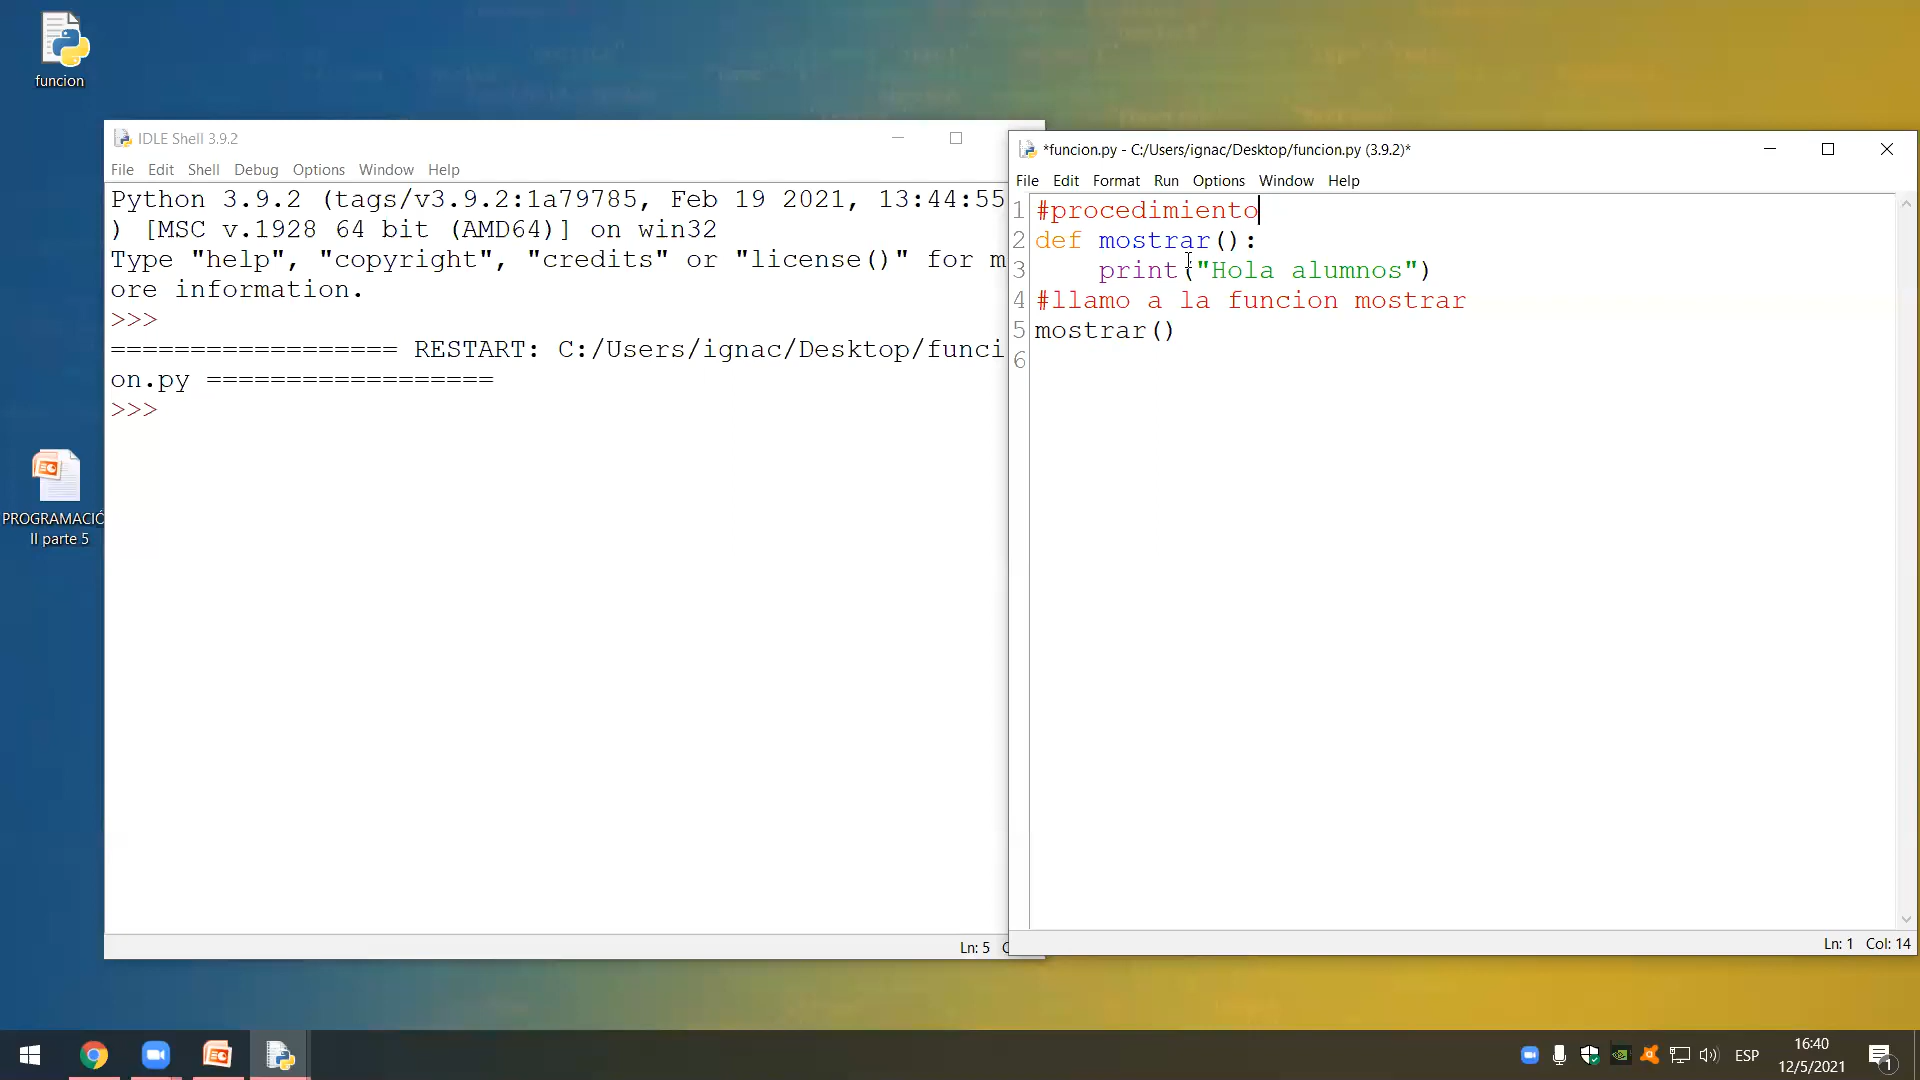 funcion
PROGRAMACIÓ
II parte 5
IDLE Shell 3.9.2
File Edit Shell Debug Options Window Help
Python 3.9.2 (tags/v3.9.2:1a79785, Feb 19 2021, 13:44:55
) [MSC v.1928 64 bit (AMD64)] on win32
Type "help", "copyright", "credits" or "license()" for m
ore information.
>>>
================== RESTART: C:/Users/ignac/Desktop/funci
on.py ==================
>>>
Ln: 5 C
*funcion.py - C:/Users/ignac/Desktop/funcion.py (3.9.2)*
File Edit Format Run Options Window Help
1 #procedimiento
2 def mostrar():
3     print("Hola alumnos")
4 #llamo a la funcion mostrar
5 mostrar()
6
Ln: 1 Col: 14
ESP
16:40
12/5/2021
1